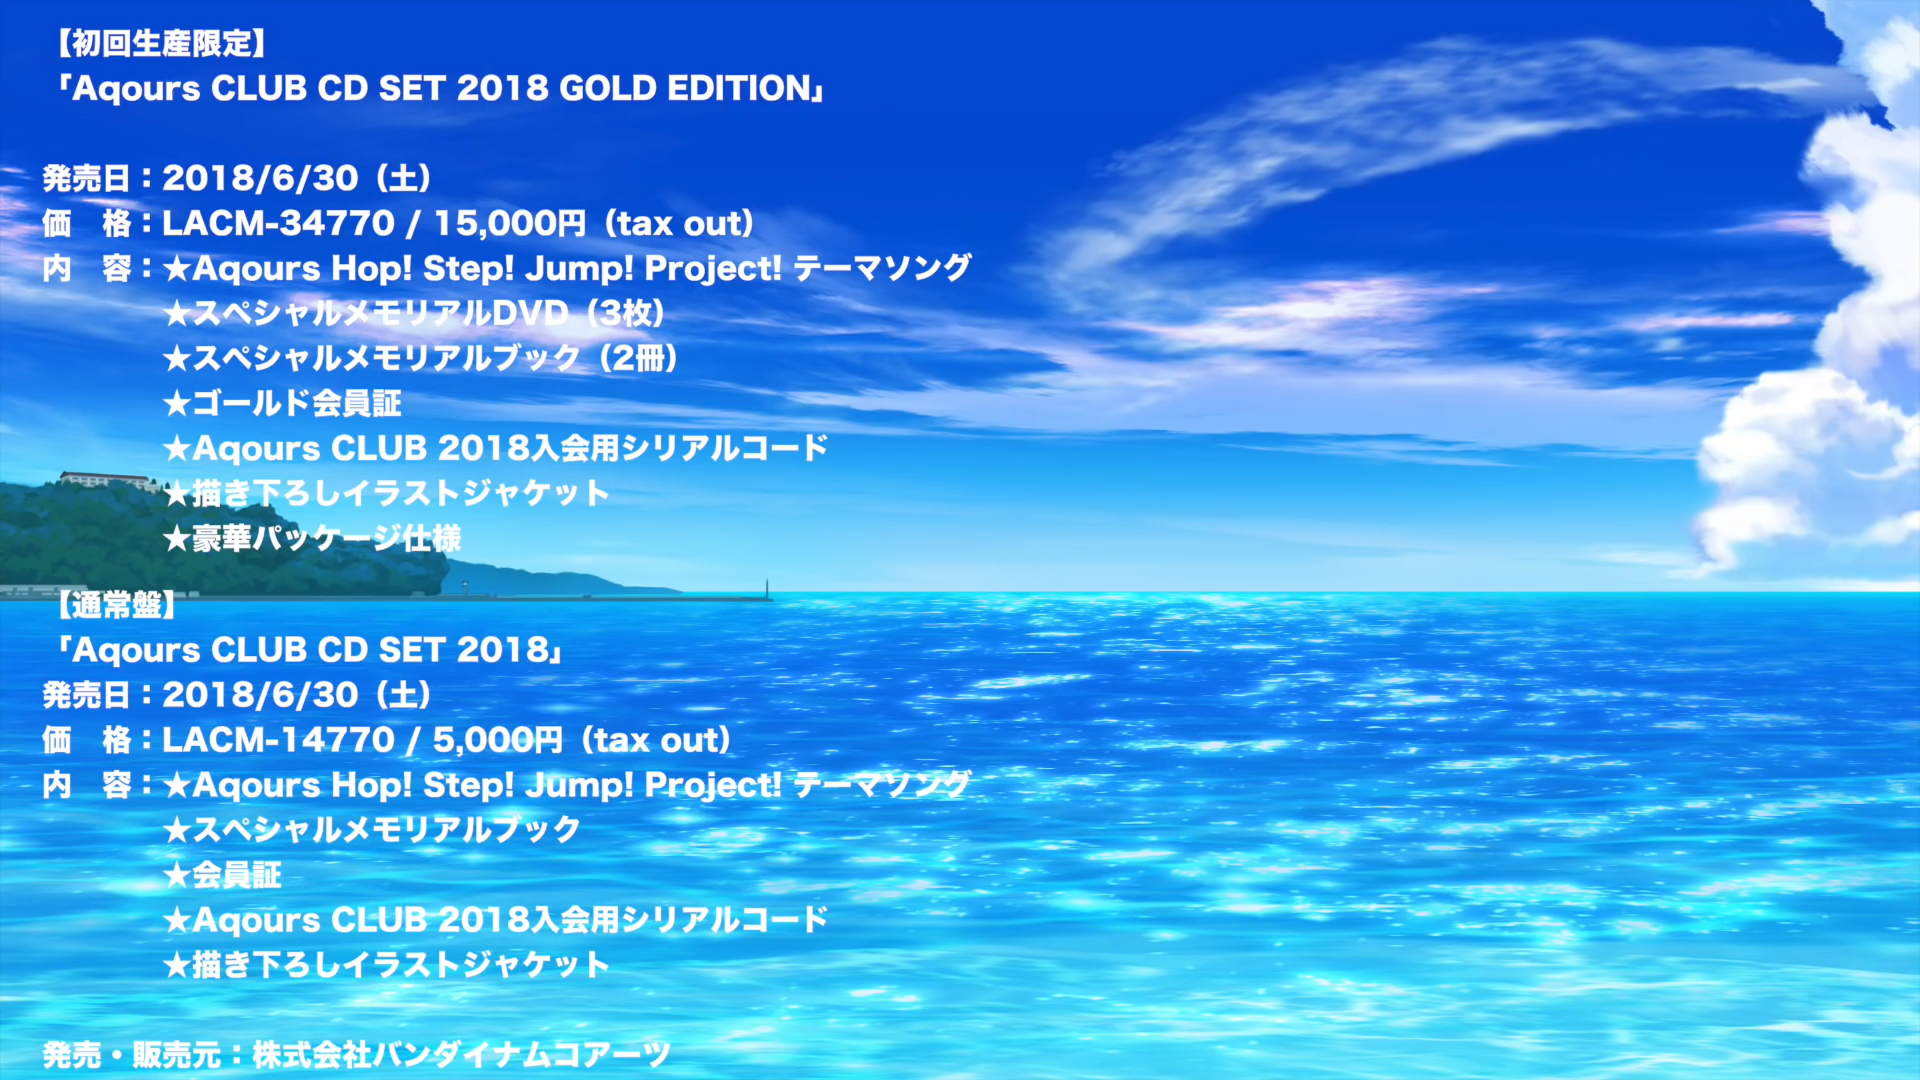 【初回生産限定】
「Aqours CLUB CD SET 2018 GOLD EDITION」
発売日：2018/6/30（土）
価　格：LACM-34770 / 15,000円（tax out）
内　容：★Aqours Hop! Step! Jump! Project! テーマソング
★スペシャルメモリアルDVD（3枚）
★スペシャルメモリアルブック（2冊）
★ゴールド会員証
★Aqours CLUB 2018入会用シリアルコード
★描き下ろしイラストジャケット
★豪華パッケージ仕様
【通常盤】
「Aqours CLUB CD SET 2018」
発売日：2018/6/30（土）
価　格：LACM-14770 / 5,000円（tax out）
内　容：★Aqours Hop! Step! Jump! Project! テーマソング
★スペシャルメモリアルブック
★会員証
★Aqours CLUB 2018入会用シリアルコード
★描き下ろしイラストジャケット
発売・販売元：株式会社バンダイナムコアーツ